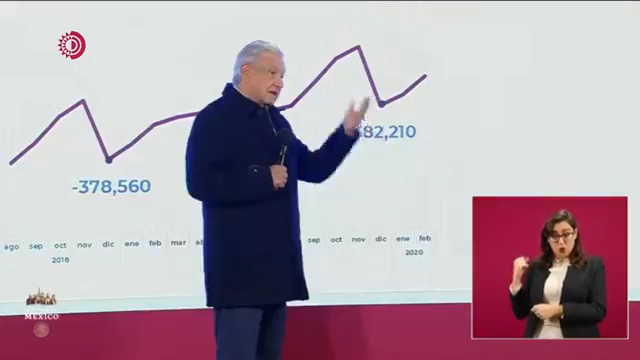 82,210
-378,560
ago sep oct nov dic ene feb mar sep oct nov dic ene feb
2018 2020
MÉXICO